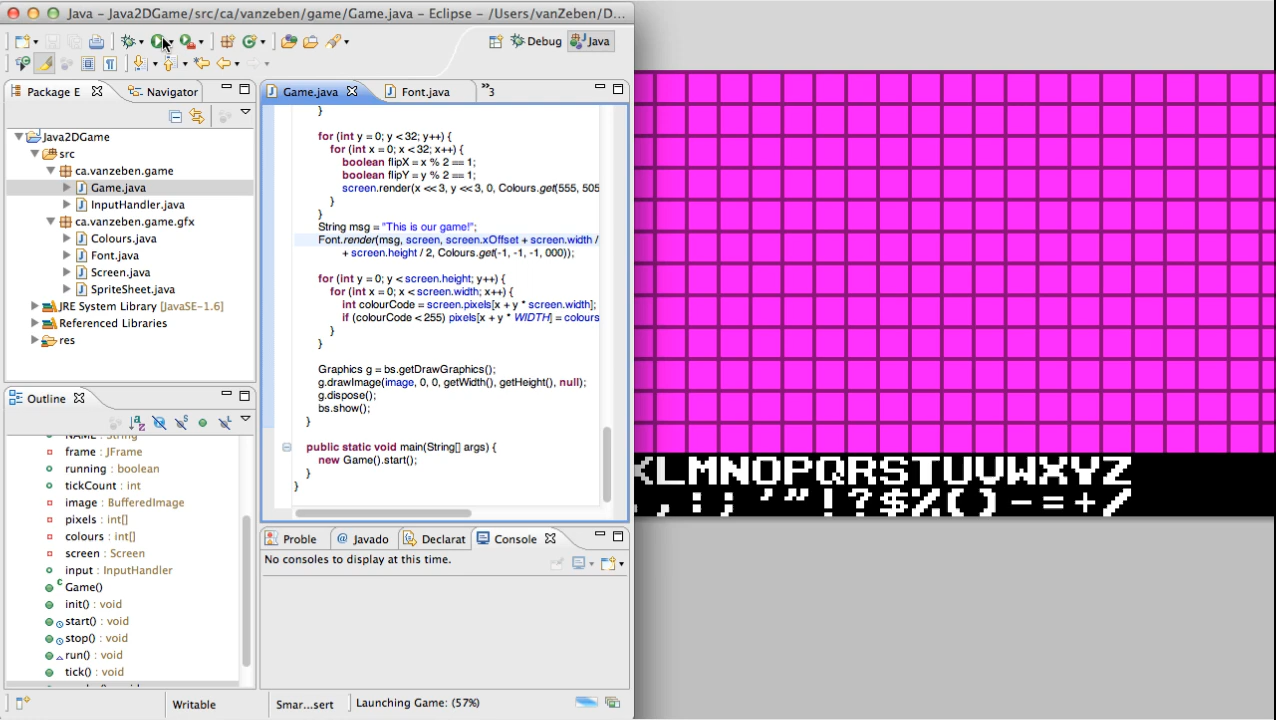 Java - Java2DGame/src/ca/vanzeben/game/Game.java - Eclipse - /Users/vanZeben/D...
Debug
Java
Package E
Navigator
Java2DGame
src
ca.vanzeben.game
Game.java
InputHandler.java
ca.vanzeben.game.gfx
Colours.java
Font.java
Screen.java
SpriteSheet.java
JRE System Library [JavaSE-1.6]
Referenced Libraries
res
Outline
NAME : String
frame : JFrame
running : boolean
tickCount : int
image : BufferedImage
pixels : int[]
colours : int[]
screen : Screen
input : InputHandler
Game()
init() : void
start() : void
stop() : void
run() : void
tick() : void
Game.java
Font.java
»3
}
for (int y = 0; y < 32; y++) {
for (int x = 0; x < 32; x++) {
boolean flipX = x % 2 == 1;
boolean flipY = y % 2 == 1;
screen.render(x << 3, y << 3, 0, Colours.get(555, 505
}
}
String msg = "This is our game!";
Font.render(msg, screen, screen.xOffset + screen.width /
+ screen.height / 2, Colours.get(-1, -1, -1, 000));
for (int y = 0; y < screen.height; y++) {
for (int x = 0; x < screen.width; x++) {
int colourCode = screen.pixels[x + y * screen.width];
if (colourCode < 255) pixels[x + y * WIDTH] = colours
}
}
Graphics g = bs.getDrawGraphics();
g.drawImage(image, 0, 0, getWidth(), getHeight(), null);
g.dispose();
bs.show();
}
public static void main(String[] args) {
new Game().start();
}
}
Proble
@ Javado
Declarat
Console
No consoles to display at this time.
Writable
Smar...sert
Launching Game: (57%)
KLMNOPQRSTUVWXYZ
,:;'"!?$%()-=+/